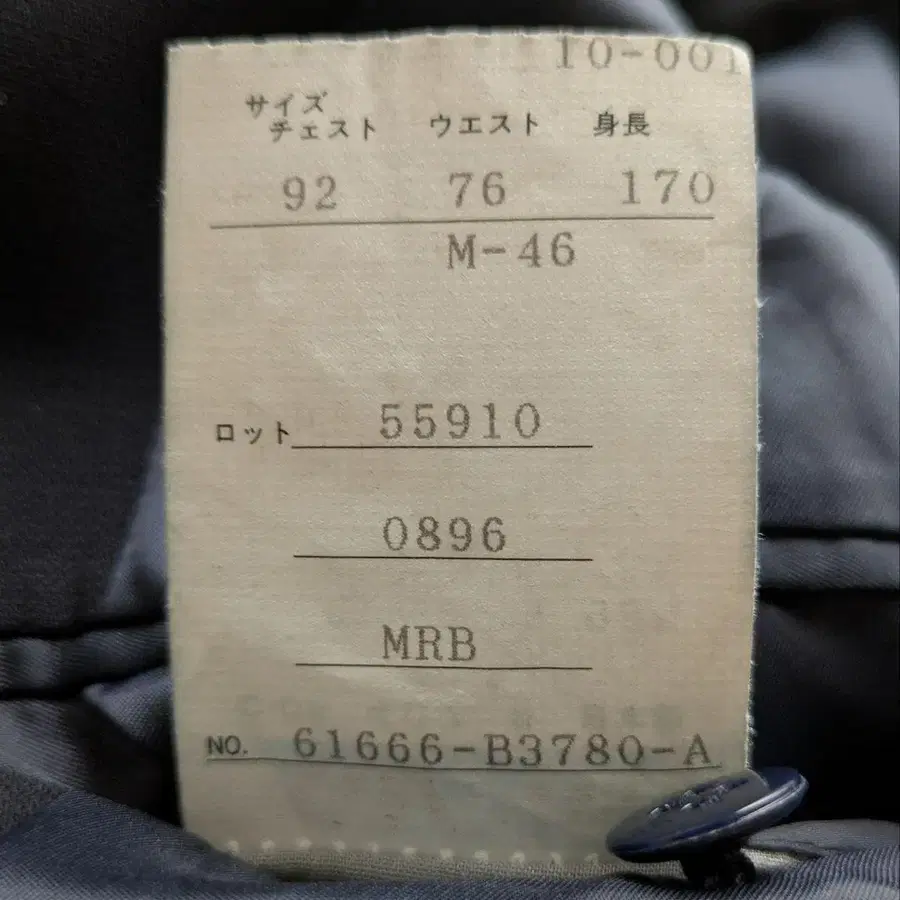 10-001
サイズ
チェスト ウエスト 身長
92 76 170
M-46
ロット 55910
0896
MRB
NO. 61666-B3780-A